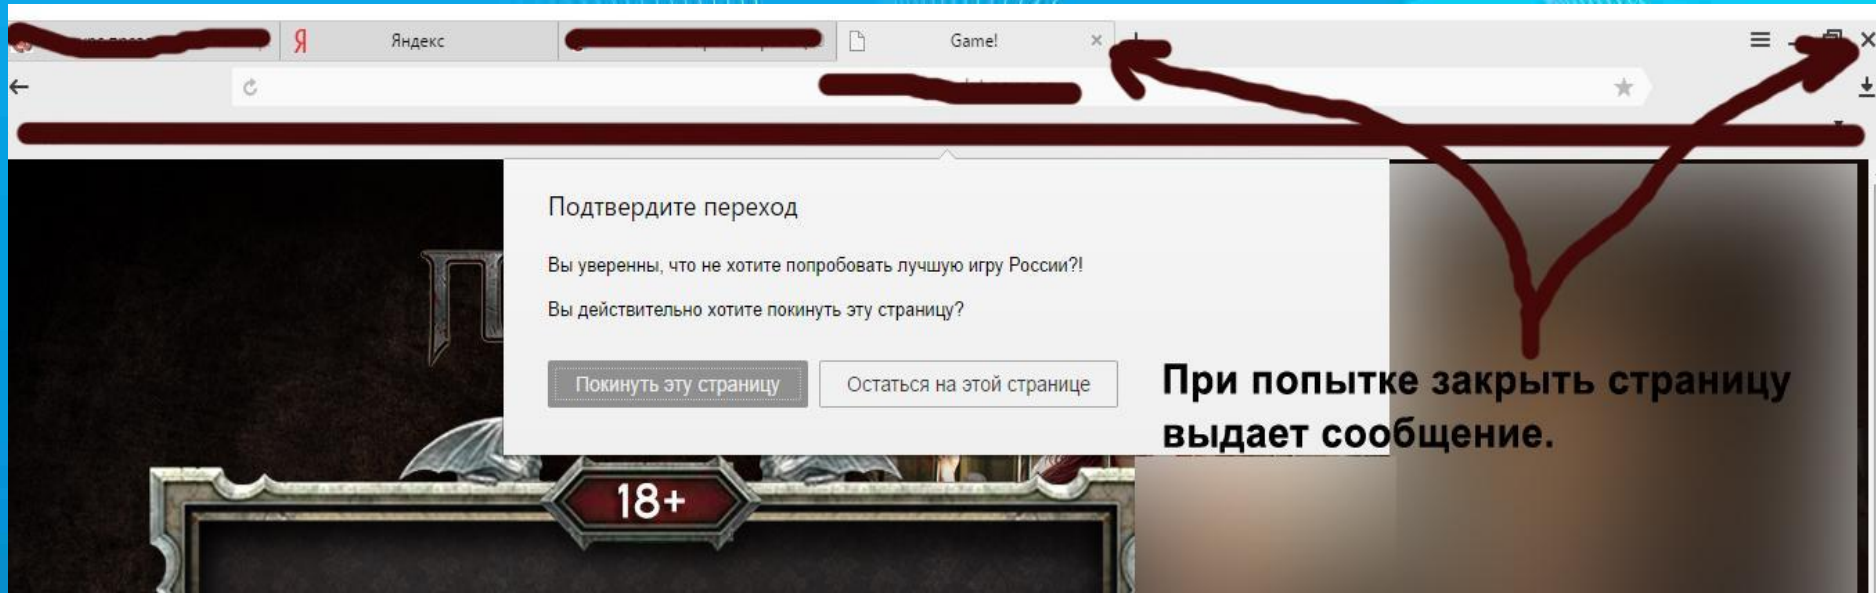 Я Яндекс
Game!
Подтвердите переход
Вы уверенны, что не хотите попробовать лучшую игру России?!
Вы действительно хотите покинуть эту страницу?
Покинуть эту страницу
Остаться на этой странице
При попытке закрыть страницу
выдает сообщение.
18+